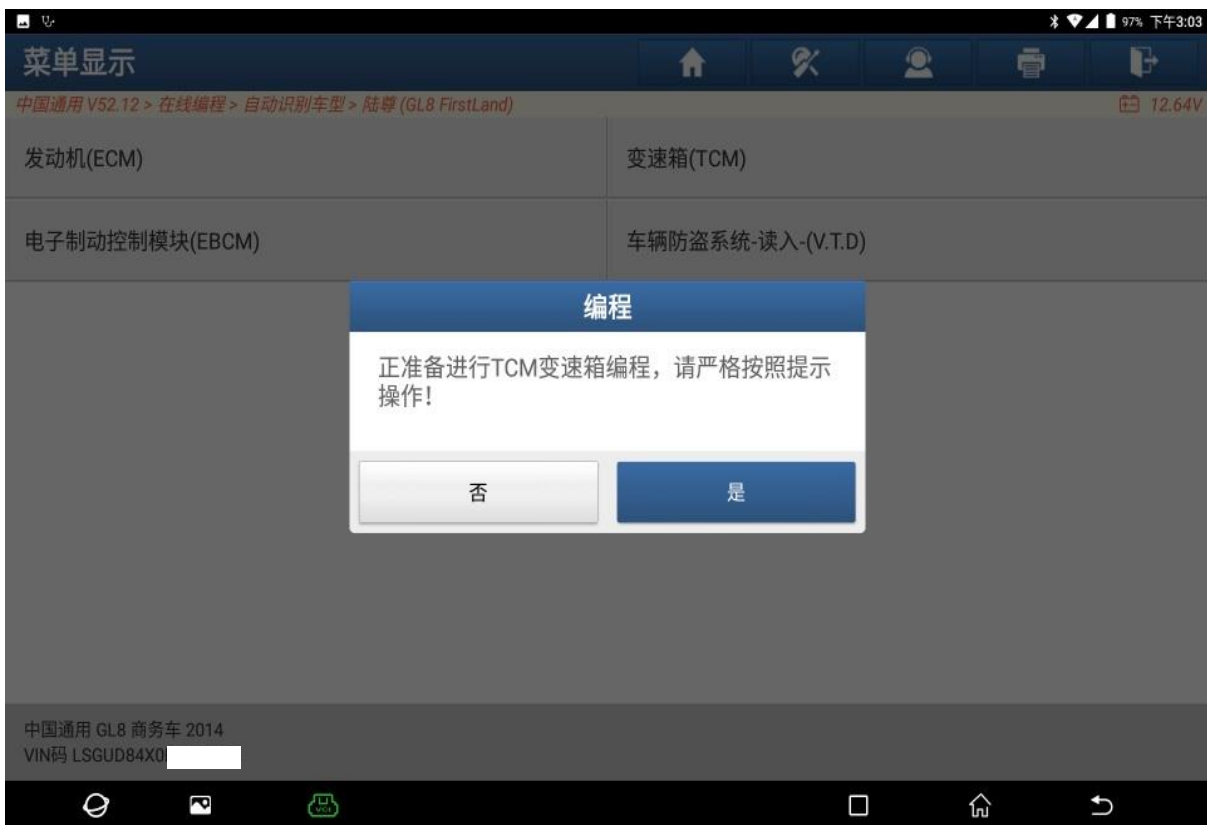 97% 下午3:03
菜单显示
中国通用 V52.12 > 在线编程 > 自动识别车型 > 陆尊 (GL8 FirstLand)
12.64V
发动机(ECM)
变速箱(TCM)
电子制动控制模块(EBCM)
车辆防盗系统-读入-(V.T.D)
编程
正准备进行TCM变速箱编程，请严格按照提示
操作！
否
是
中国通用 GL8 商务车 2014
VIN码 LSGUD84X0
VCI